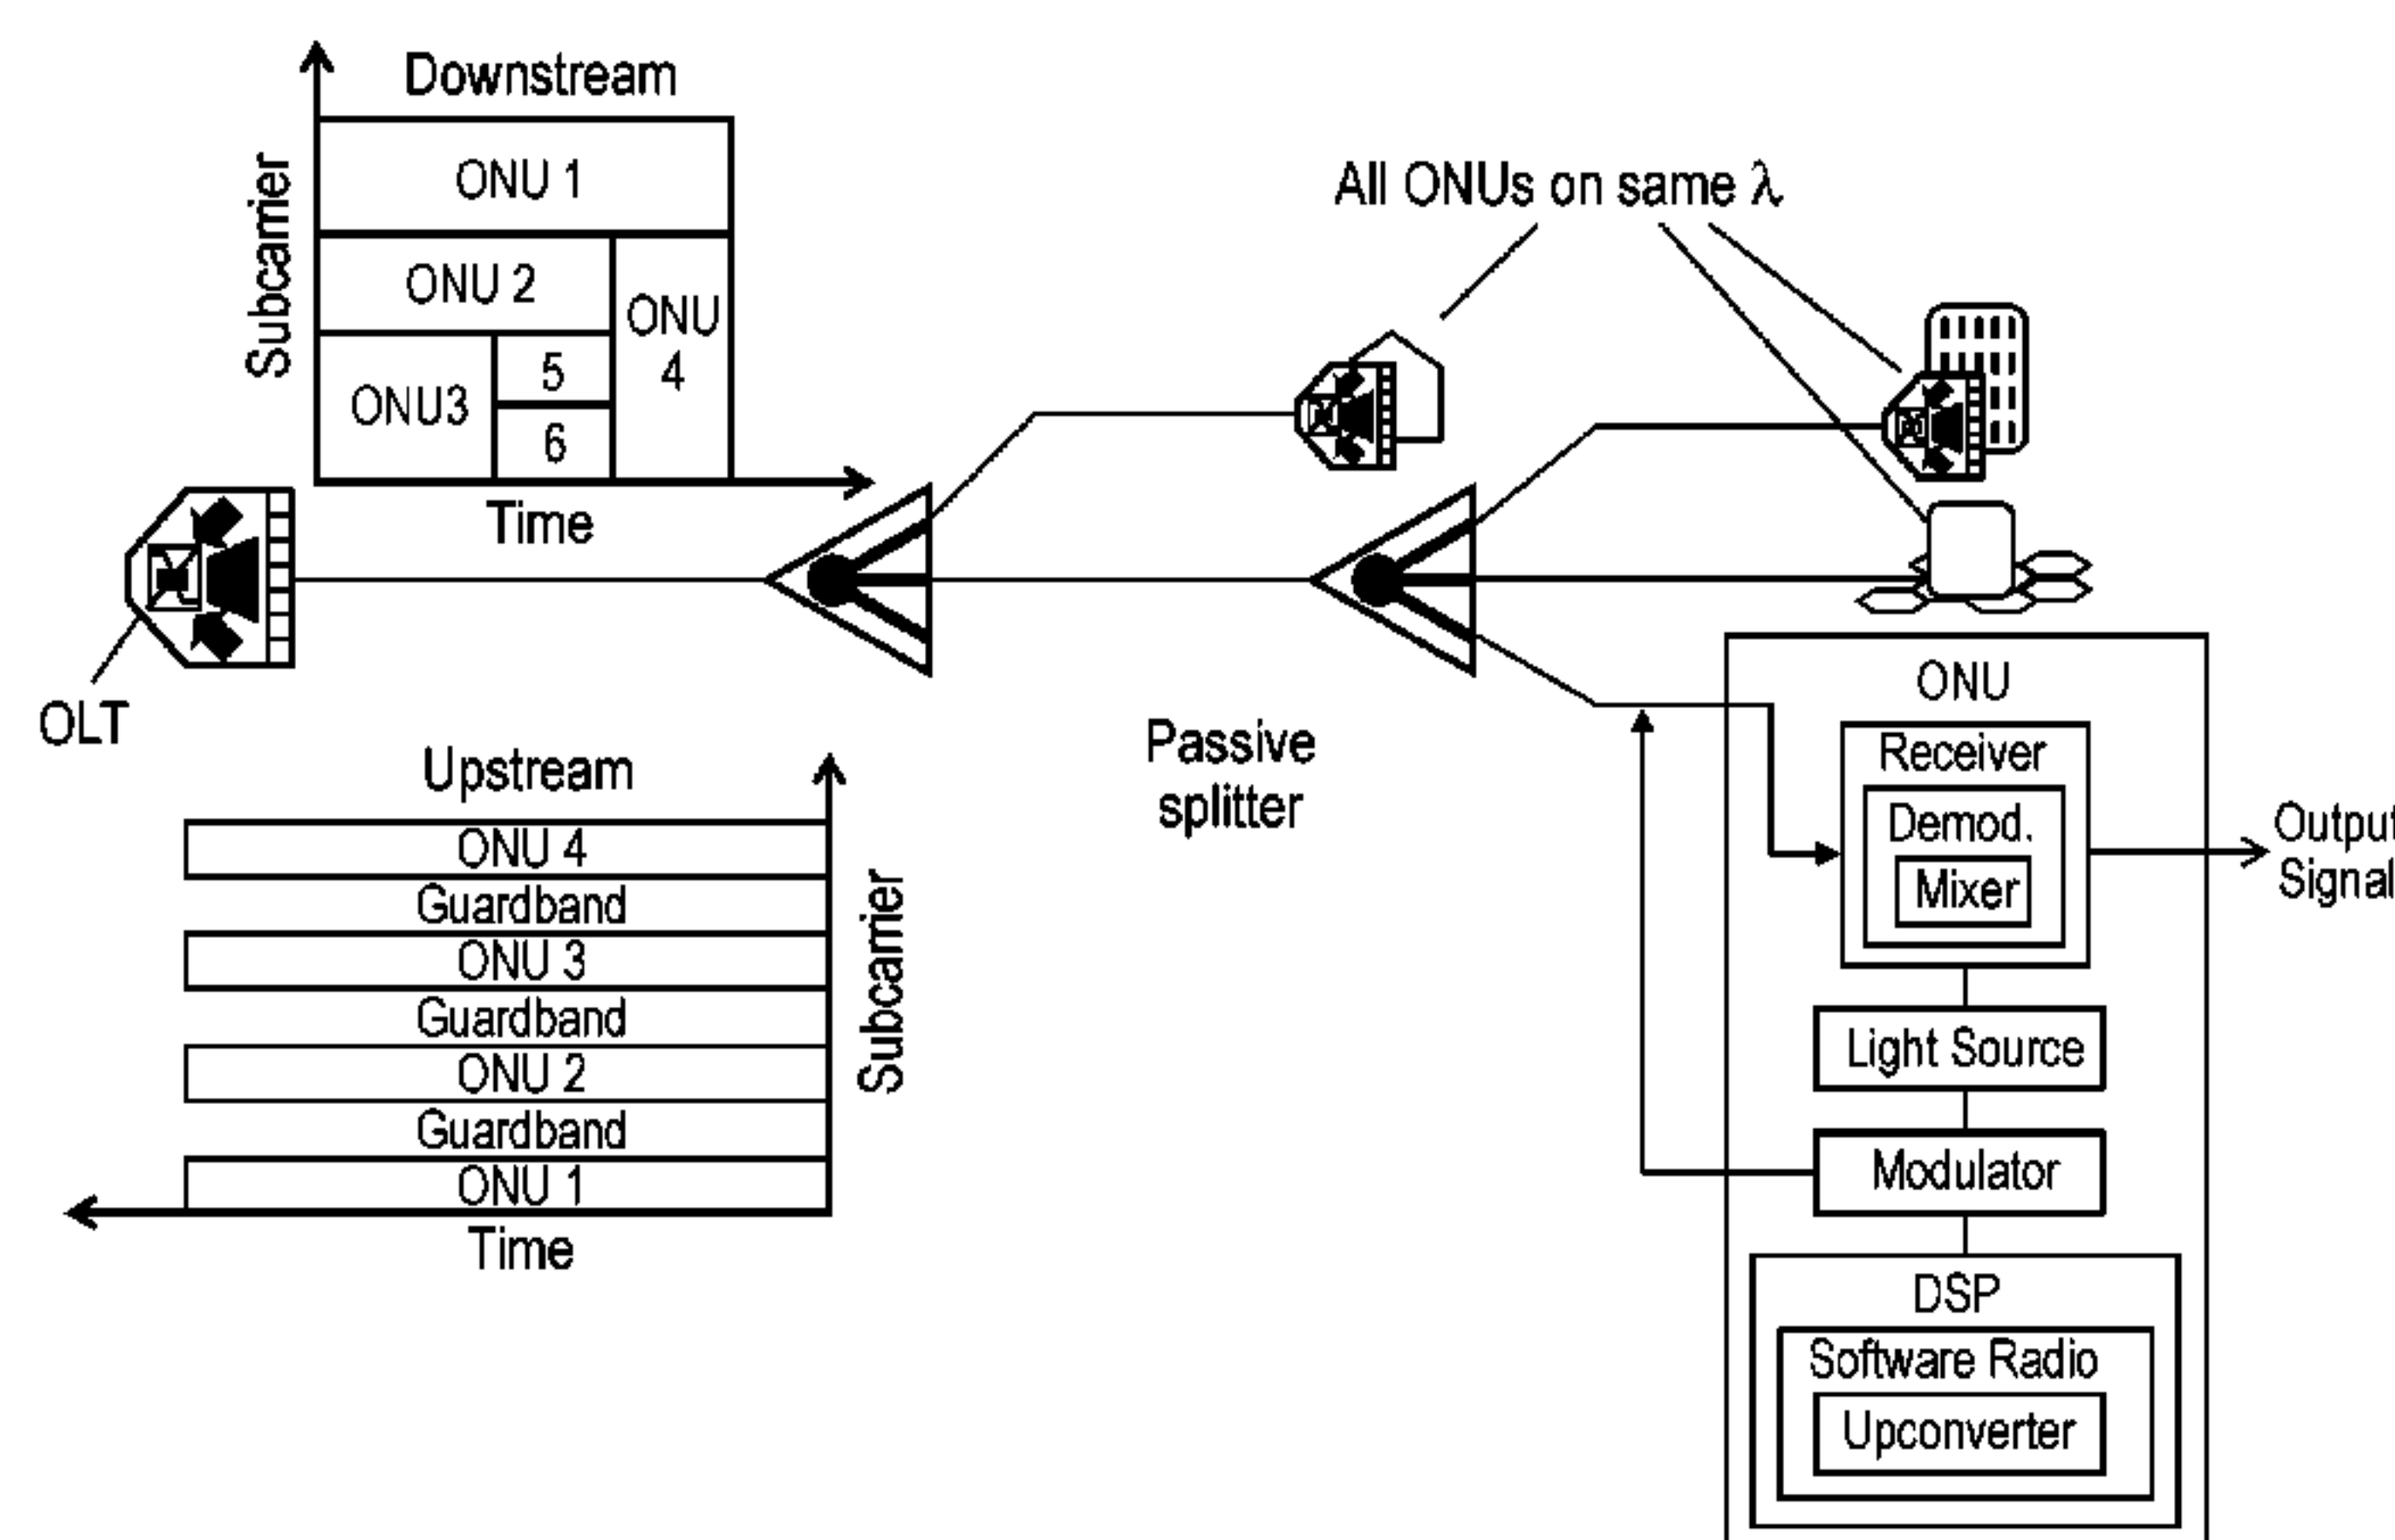 Downstream
Subcarrier
ONU 1
ONU 2
ONU
4
ONU3
5
6
Time
All ONUs on same λ
OLT
Passive
splitter
Upstream
ONU 4
Guardband
ONU 3
Guardband
ONU 2
Guardband
ONU 1
Subcarrier
Time
ONU
Receiver
Demod.
Mixer
Output
Signal
Light Source
Modulator
DSP
Software Radio
Upconverter